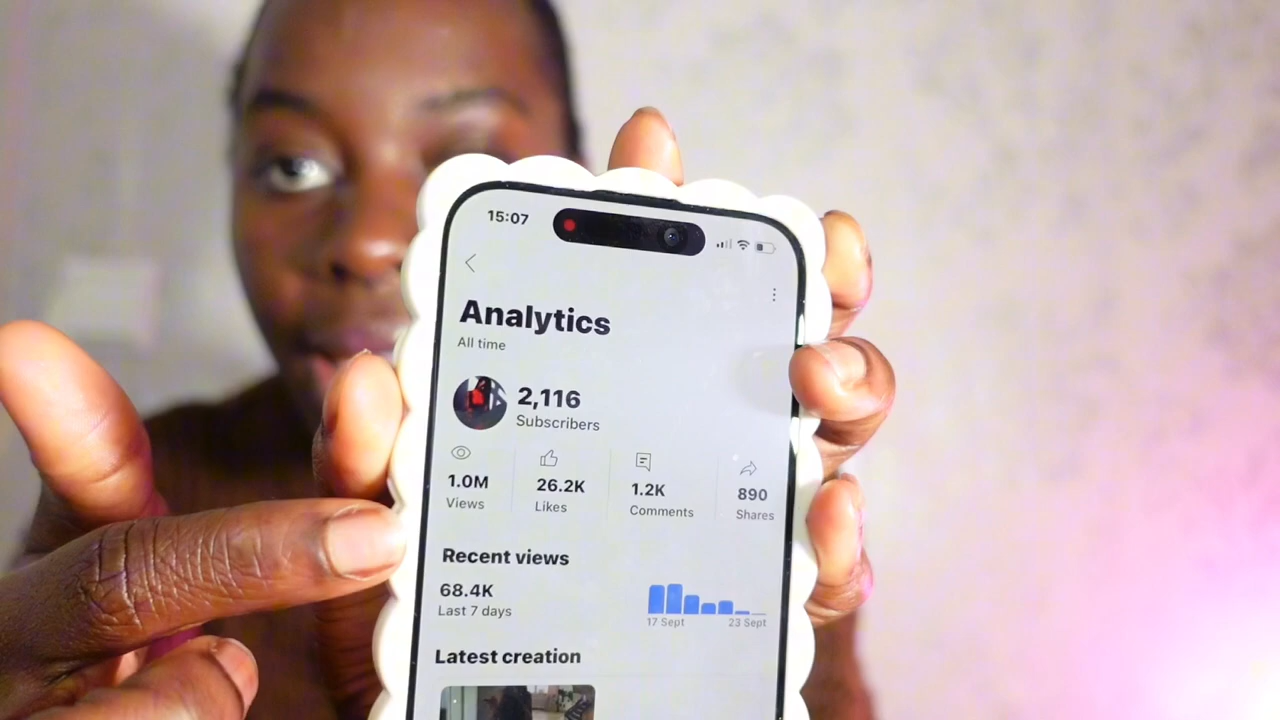 15:07
Analytics
All time
2,116
Subscribers
1.0M
Views
26.2K
Likes
1.2K
Comments
890
Shares
Recent views
68.4K
Last 7 days
17 Sept 23 Sept
Latest creation